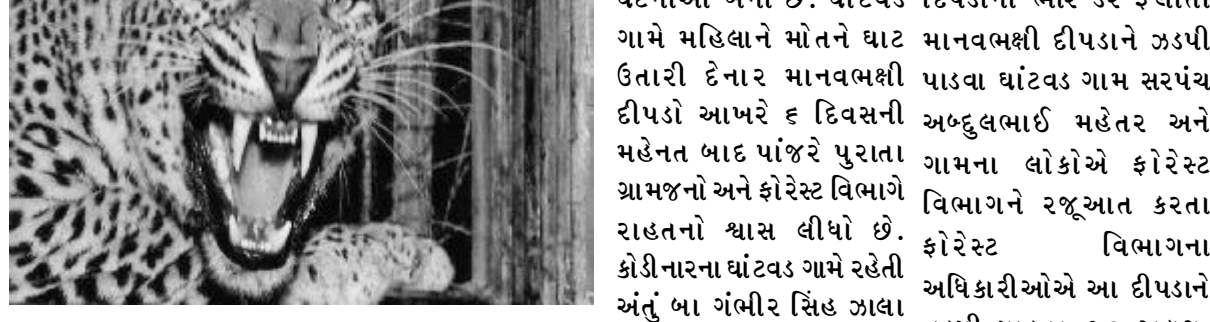 ગામે મહિલાને મોતને ઘાટ
ઉતારી દેનાર માનવભક્ષી
દીપડો આખરે ૬ દિવસની
મહેનત બાદ પાંજરે પુરાતા
ગ્રામજનો અને ફોરેસ્ટ વિભાગે
રાહતનો શ્વાસ લીધો છે.
કોડીનારના ઘાંટવડ ગામે રહેતી
અંતું બા ગંભીર સિંહ ઝાલા
માનવભક્ષી દીપડાને ઝડપી
પાડવા ઘાંટવડ ગામ સરપંચ
અબ્દુલભાઈ મહેતર અને
ગામના લોકોએ ફોરેસ્ટ
વિભાગને રજૂઆત કરતા
ફોરેસ્ટ વિભાગના
અધિકારીઓએ આ દીપડાને